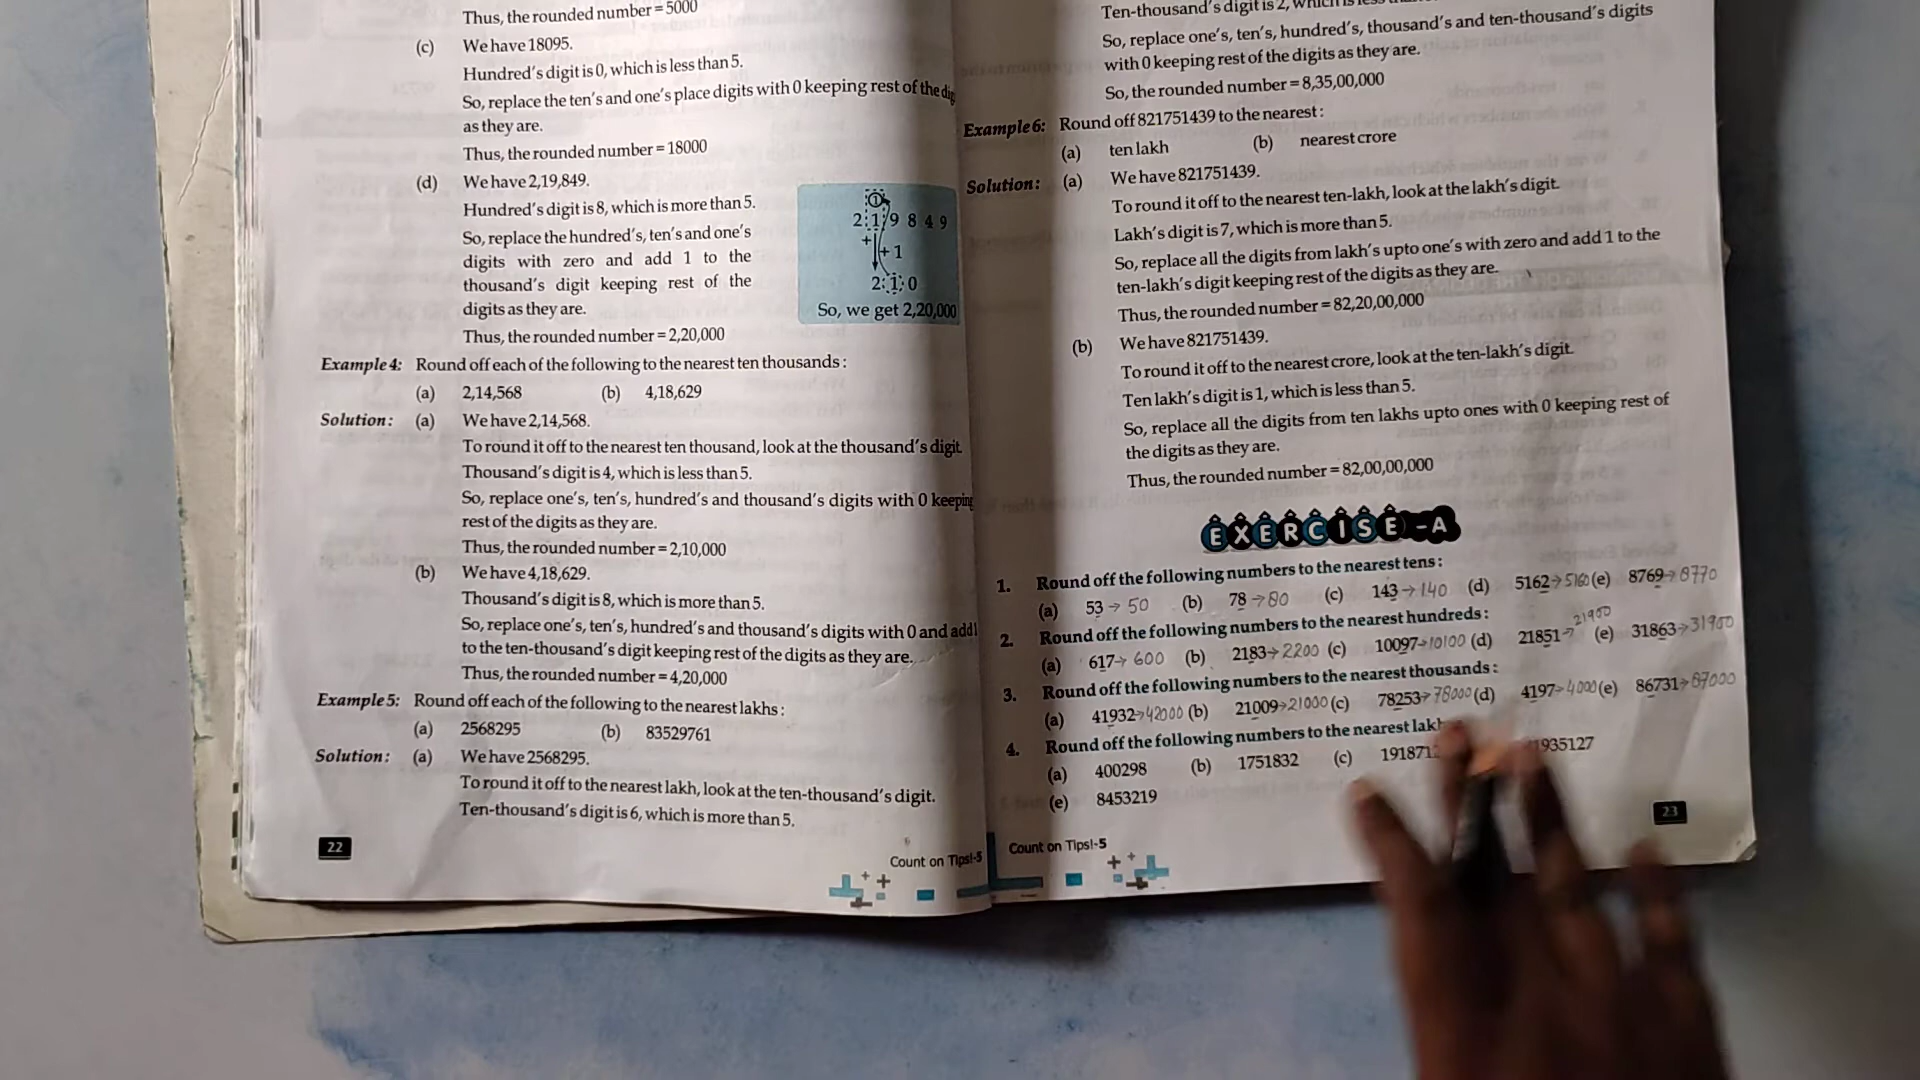 Thus, the rounded number = 5000
(c) We have 18095.
Hundred's digit is 0, which is less than 5.
So, replace the ten's and one's place digits with 0 keeping rest of the
as they are.
Thus, the rounded number = 18000
(d) We have 2,19,849.
Hundred's digit is 8, which is more than 5.
So, replace the hundred's, ten's and one's
digits with zero and add 1 to the
thousand's digit keeping rest of the
digits as they are.
Thus, the rounded number = 2,20,000
1
2 1 9 8 4 9
+ +1
2 1 0
So, we get 2,20,000
Example 4: Round off each of the following to the nearest ten thousands :
(a) 2,14,568 (b) 4,18,629
Solution: (a) We have 2,14,568.
To round it off to the nearest ten thousand, look at the thousand's digit.
Thousand's digit is 4, which is less than 5.
So, replace one's, ten's, hundred's and thousand's digits with 0 keeping
rest of the digits as they are.
Thus, the rounded number = 2,10,000
(b) We have 4,18,629.
Thousand's digit is 8, which is more than 5.
So, replace one's, ten's, hundred's and thousand's digits with 0 and add 1
to the ten-thousand's digit keeping rest of the digits as they are.
Thus, the rounded number = 4,20,000
Example 5: Round off each of the following to the nearest lakhs :
(a) 2568295 (b) 83529761
Solution: (a) We have 2568295.
To round it off to the nearest lakh, look at the ten-thousand's digit.
Ten-thousand's digit is 6, which is more than 5.
22
Count on Tips!-5
Ten-thousand's digit is 2, which is
So, replace one's, ten's, hundred's, thousand's and ten-thousand's digits
with 0 keeping rest of the digits as they are.
So, the rounded number = 8,35,00,000
Example 6: Round off 821751439 to the nearest :
(a) ten lakh (b) nearest crore
Solution: (a) We have 821751439.
To round it off to the nearest ten-lakh, look at the lakh's digit.
Lakh's digit is 7, which is more than 5.
So, replace all the digits from lakh's upto one's with zero and add 1 to the
ten-lakh's digit keeping rest of the digits as they are.
Thus, the rounded number = 82,20,00,000
(b) We have 821751439.
To round it off to the nearest crore, look at the ten-lakh's digit.
Ten lakh's digit is 1, which is less than 5.
So, replace all the digits from ten lakhs upto ones with 0 keeping rest of
the digits as they are.
Thus, the rounded number = 82,00,00,000
EXERCISE - A
1. Round off the following numbers to the nearest tens :
(a) 53 → 50 (b) 78 → 80 (c) 143 → 140 (d) 5162 → 5160 (e) 8769 → 8770
2. Round off the following numbers to the nearest hundreds :
(a) 617 → 600 (b) 2183 → 2200 (c) 10097 → 10100 (d) 21851 → 21900 (e) 31863 → 31900
3. Round off the following numbers to the nearest thousands :
(a) 41932 → 42000 (b) 21009 → 21000 (c) 78253 → 78000 (d) 4197 → 4000 (e) 86731 → 87000
4. Round off the following numbers to the nearest
(a) 400298 (b) 1751832 (c)
(e) 8453219
Count on Tips!-5
23